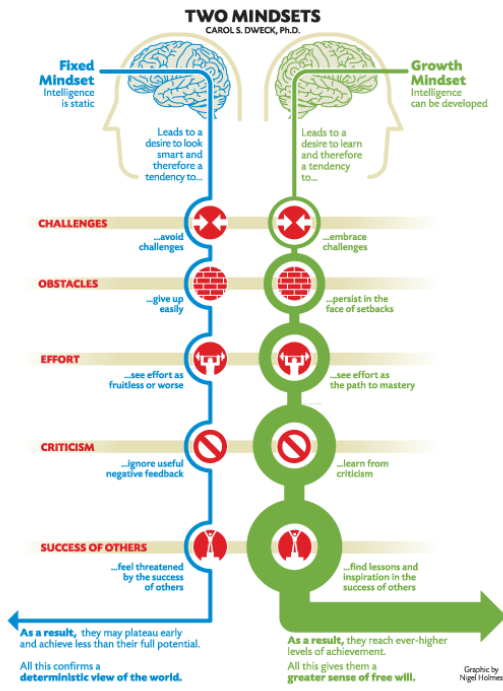 TWO MINDSETS
CAROL S. DWECK, Ph.D.
Fixed
Mindset
Intelligence
is static
Growth
Mindset
Intelligence
can be developed
Leads to a
desire to look
smart and
therefore a
tendency to...
Leads to a
desire to learn
and therefore
a tendency
to...
CHALLENGES
...avoid
challenges
...embrace
challenges
OBSTACLES
...give up
easily
...persist in the
face of setbacks
EFFORT
...see effort as
fruitless or worse
...see effort as
the path to mastery
CRITICISM
...ignore useful
negative feedback
...learn from
criticism
SUCCESS OF OTHERS
...feel threatened
by the success
of others
...find lessons and
inspiration in the
success of others
As a result, they may plateau early
and achieve less than their full potential.
All this confirms a
deterministic view of the world.
As a result, they reach ever-higher
levels of achievement.
All this gives them a
greater sense of free will.
Graphic by
Nigel Holmes